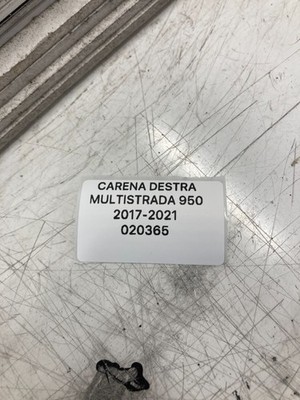 CARENA DESTRA
MULTISTRADA 950
2017-2021
020365